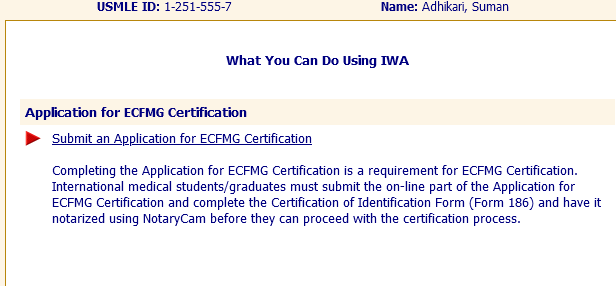 USMLE ID: 1-251-555-7 Name: Adhikari, Suman
What You Can Do Using IWA
Application for ECFMG Certification
Submit an Application for ECFMG Certification
Completing the Application for ECFMG Certification is a requirement for ECFMG Certification.
International medical students/graduates must submit the on-line part of the Application for
ECFMG Certification and complete the Certification of Identification Form (Form 186) and have it
notarized using NotaryCam before they can proceed with the certification process.